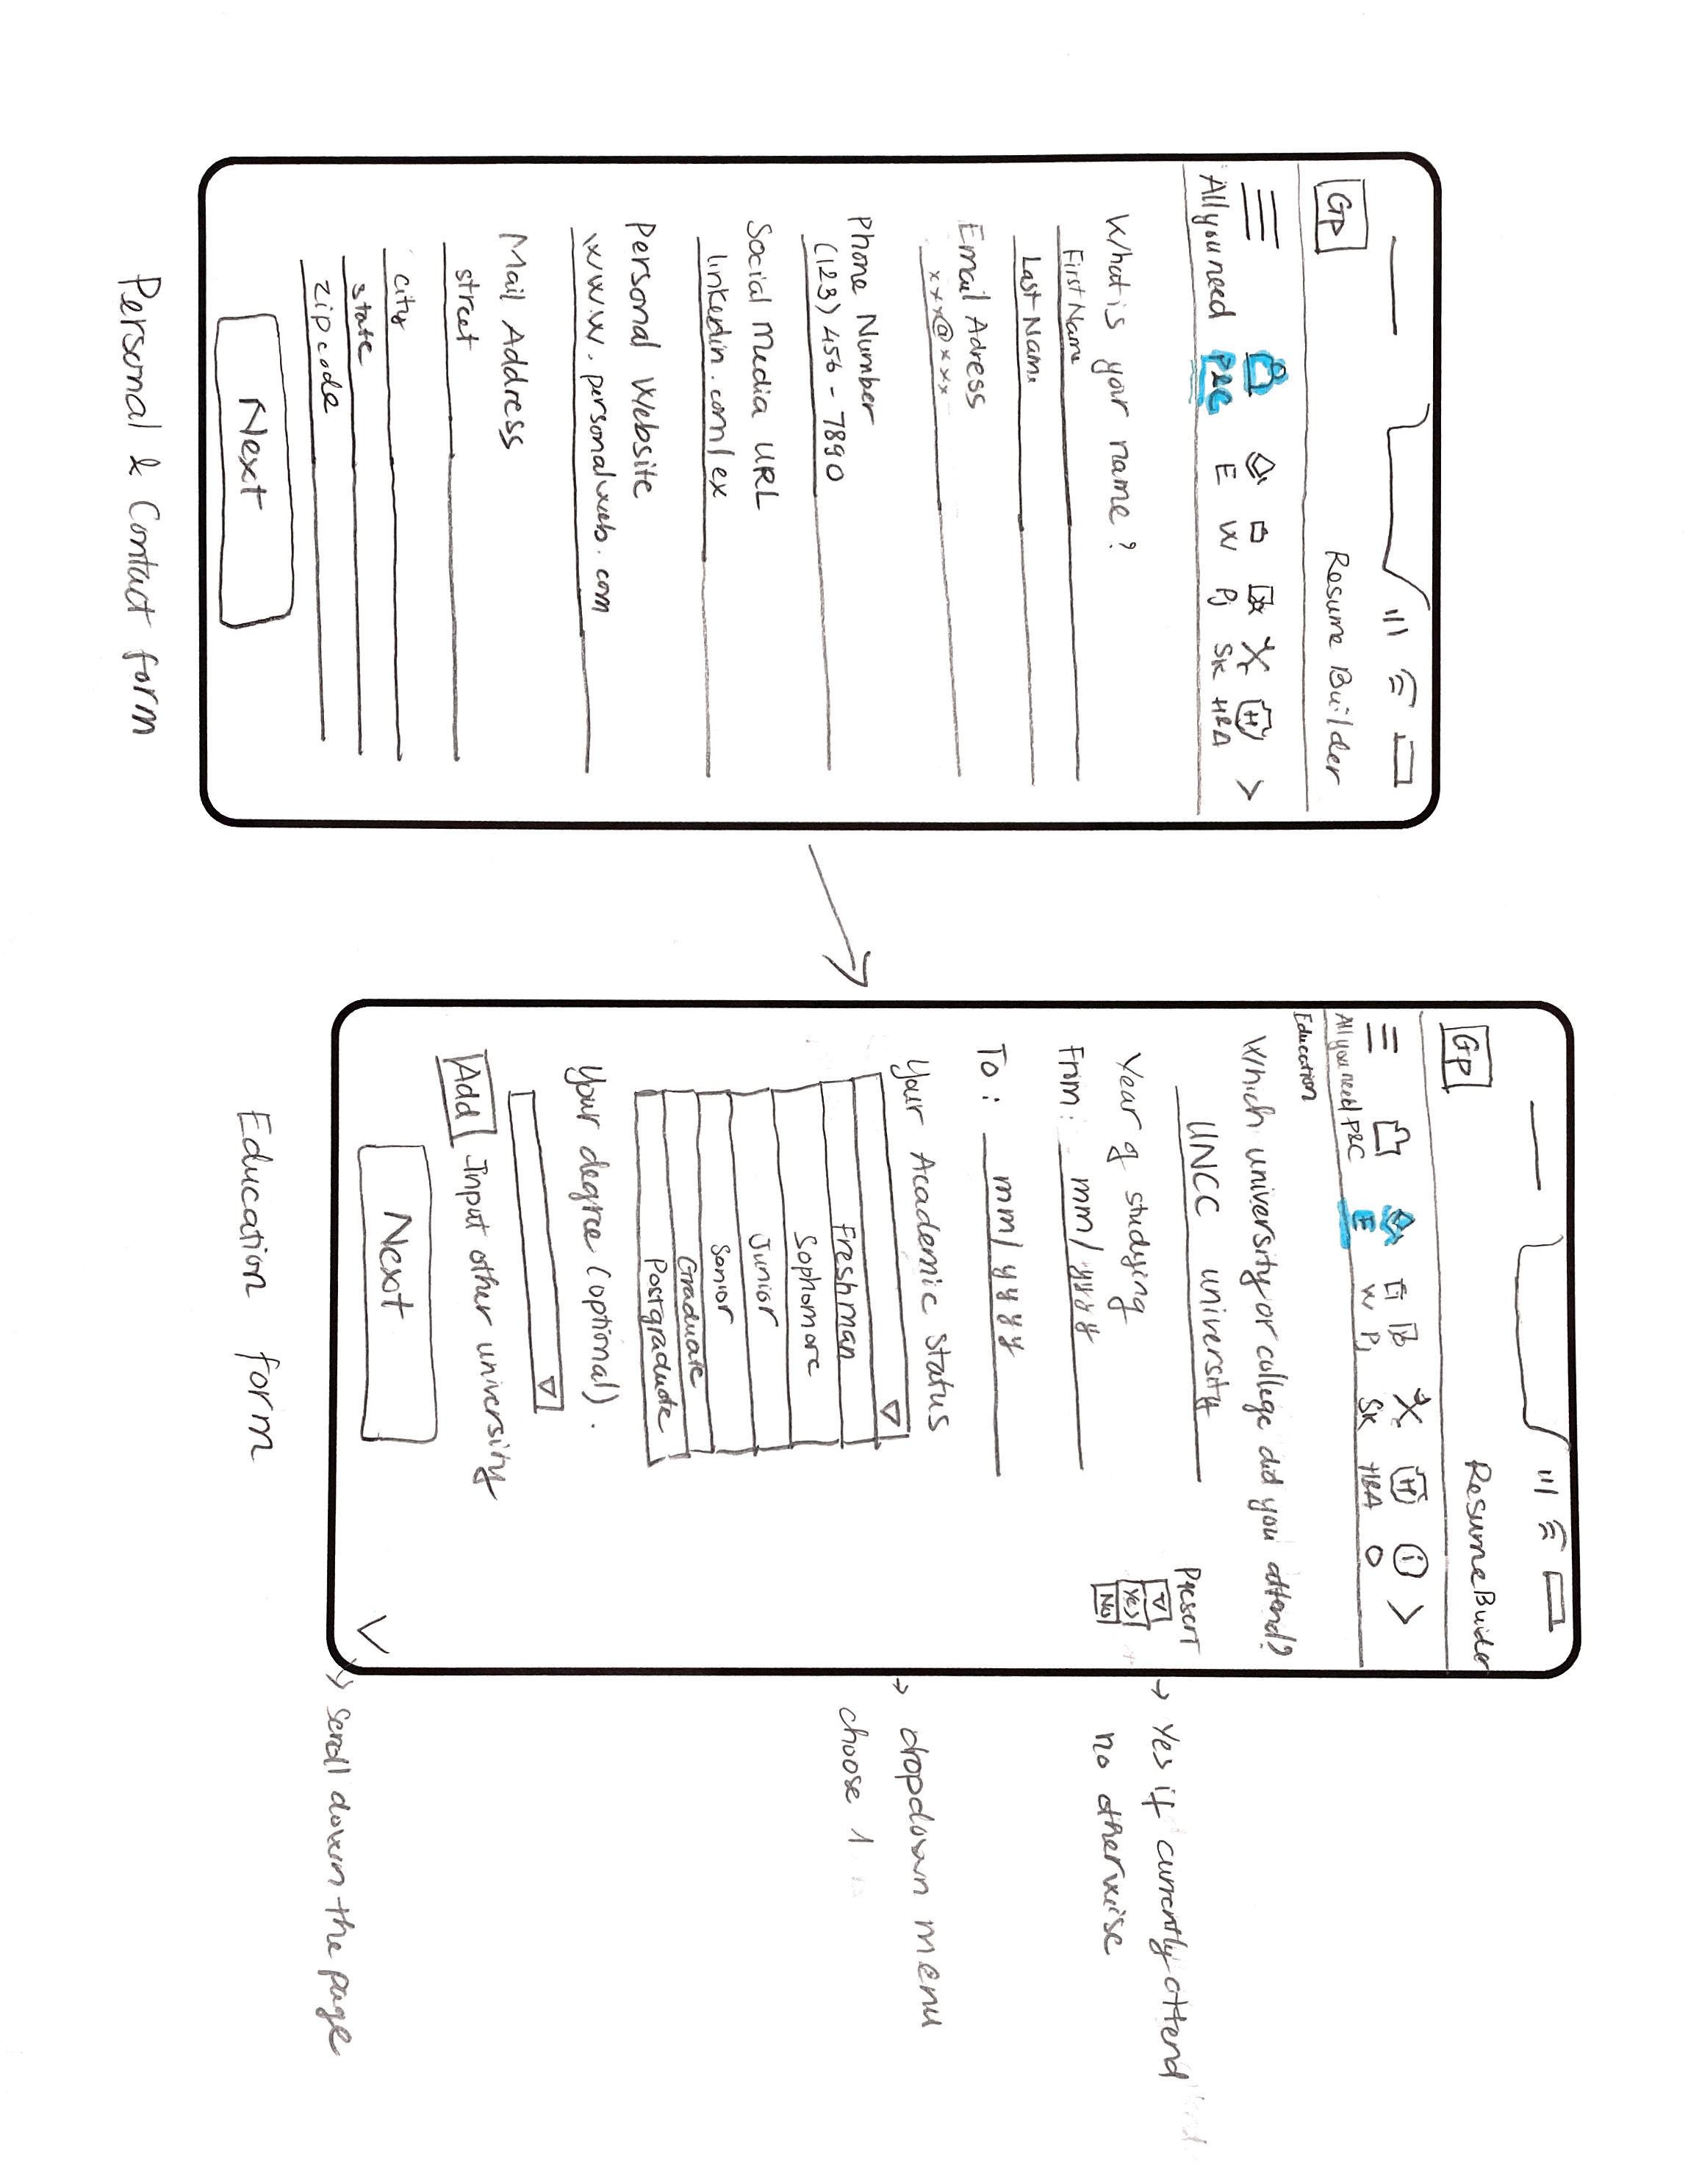 GP
Resume Builder
All you need
P&C
E
W
Pj
SK
H&A
H
What is your name?
First Name
Last Name
Email Adress
xxx@xxx
Phone Number
(123) 456 - 7890
Social Media URL
linkedin.com/ex
Personal Website
www.personalweb.com
Mail Address
street
city
state
zip code
Next
Personal & Contact form
GP
Resume Builder
All you need
P&C
E
W
Pj
SK
H&A
O
H
i
Education
Which university or college did you attend?
UNCC university
Year of studying
Present
Yes
No
From: mm/yyyy
To: mm/yyyy
Your Academic Status
Freshman
Sophomore
Junior
Senior
Graduate
Postgraduate
Your degree (optional).
Add
Input other university
Next
Education form
→ Yes if currently attend
no otherwise
→ dropdown menu
choose 1
scroll down the page